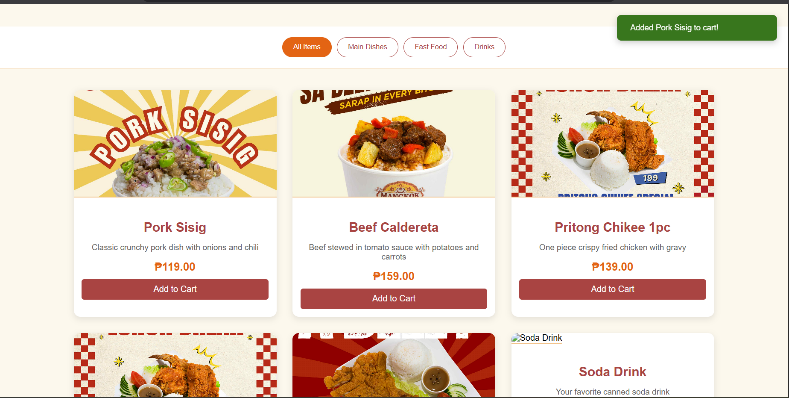 Added Pork Sisig to cart!
All Items
Main Dishes
Fast Food
Drinks
PORK SISIG
SARAP IN EVERY
MANGKOK
199
PRITONG CHIKEE SPECIAL
Pork Sisig
Beef Caldereta
Pritong Chikee 1pc
Classic crunchy pork dish with onions and chili
Beef stewed in tomato sauce with potatoes and
carrots
One piece crispy fried chicken with gravy
₱119.00
₱159.00
₱139.00
Add to Cart
Add to Cart
Add to Cart
Soda Drink
Soda Drink
Your favorite canned soda drink